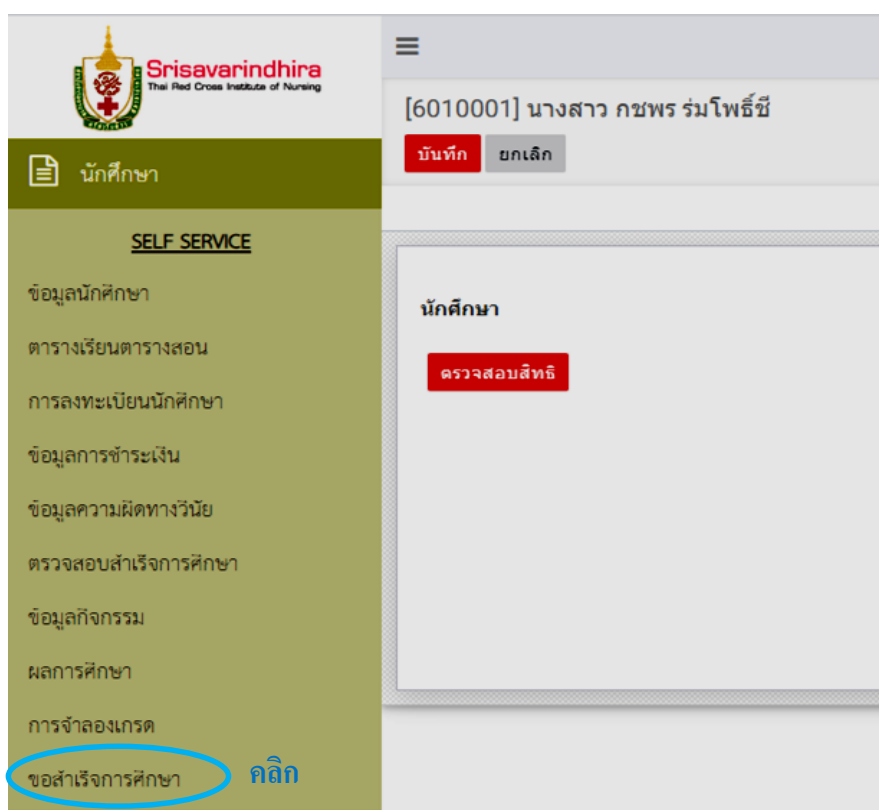 Srisavarindhira
Thai Red Cross Institute of Nursing
[6010001] นางสาว กชพร ร่มโพธิ์ชี
บันทึก ยกเลิก
นักศึกษา
SELF SERVICE
ข้อมูลนักศึกษา
ตารางเรียนตารางสอน
การลงทะเบียนนักศึกษา
ข้อมูลการชำระเงิน
ข้อมูลความผิดทางวินัย
ตรวจสอบสำเร็จการศึกษา
ข้อมูลกิจกรรม
ผลการศึกษา
การจำลองเกรด
ขอสำเร็จการศึกษา คลิก
นักศึกษา
ตรวจสอบสิทธิ